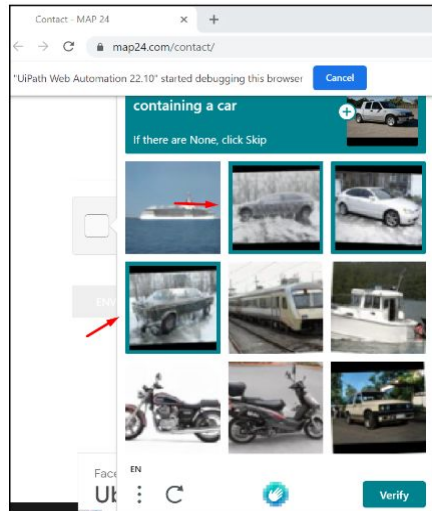 Contact - MAP 24
map24.com/contact/
"UiPath Web Automation 22.10" started debugging this browser
Cancel
containing a car
If there are None, click Skip
EN
Face
Ub
EN
Verify